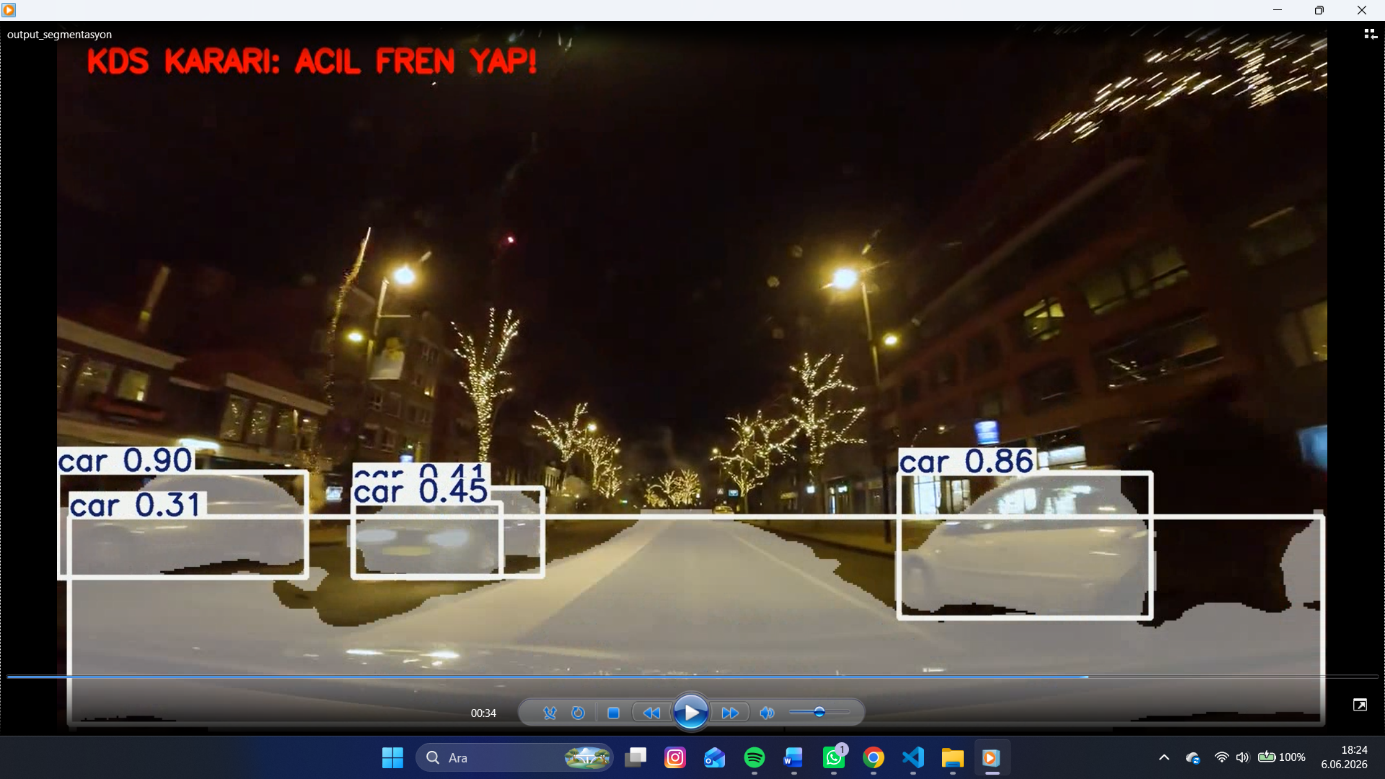 output_segmentasyon
KDS KARARI: ACIL FREN YAP!
car 0.90
car 0.31
car 0.41
car 0.45
car 0.86
00:34
Ara
1
100%
18:24
6.06.2026